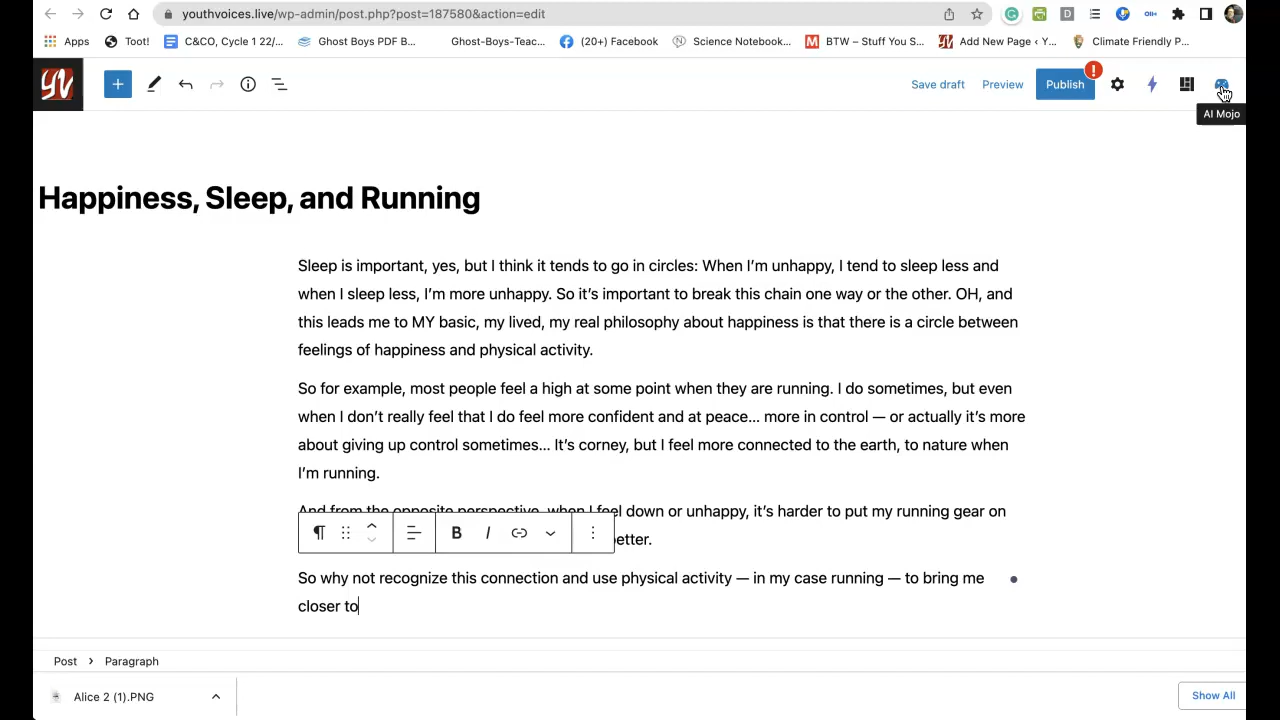 youthvoices.live/wp-admin/post.php?post=187580&action=edit
Apps Toot! C&CO, Cycle 1 22/... Ghost Boys PDF B... Ghost-Boys-Teac... (20+) Facebook Science Notebook... BTW – Stuff You S... Add New Page ‹ Y... Climate Friendly P...
YV Save draft Preview Publish !
AI Mojo
Happiness, Sleep, and Running
Sleep is important, yes, but I think it tends to go in circles: When I'm unhappy, I tend to sleep less and
when I sleep less, I'm more unhappy. So it's important to break this chain one way or the other. OH, and
this leads me to MY basic, my lived, my real philosophy about happiness is that there is a circle between
feelings of happiness and physical activity.
So for example, most people feel a high at some point when they are running. I do sometimes, but even
when I don't really feel that I do feel more confident and at peace... more in control — or actually it's more
about giving up control sometimes... It's corney, but I feel more connected to the earth, to nature when
I'm running.
And from the opposite perspective, when I feel down or unhappy, it's harder to put my running gear on
better.
B I
So why not recognize this connection and use physical activity — in my case running — to bring me
closer to
Post › Paragraph
Alice 2 (1).PNG Show All